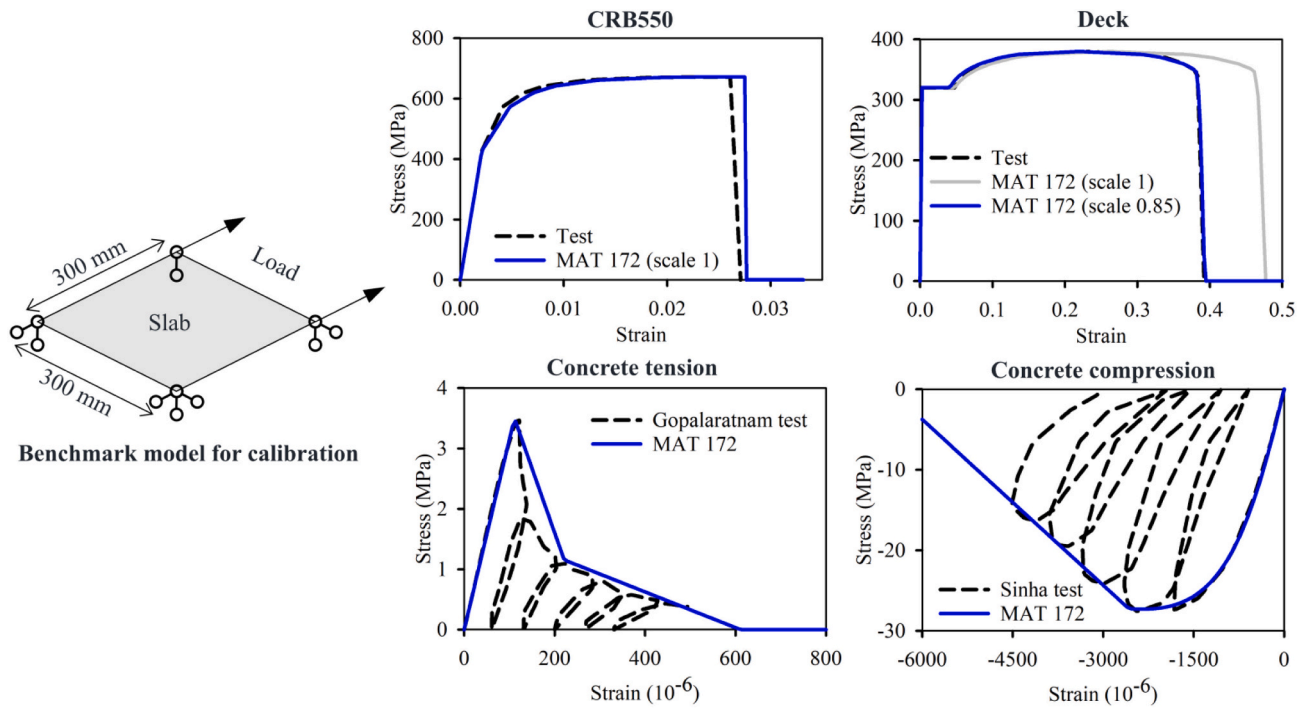 300 mm
Load
Slab
300 mm
Benchmark model for calibration
CRB550
Stress (MPa)
800
600
400
200
0
Test
MAT 172 (scale 1)
0.00
0.01
0.02
0.03
Strain
Deck
Stress (MPa)
400
300
200
100
0
Test
MAT 172 (scale 1)
MAT 172 (scale 0.85)
0.0
0.1
0.2
0.3
0.4
0.5
Strain
Concrete tension
Stress (MPa)
4
3
2
1
0
Gopalaratnam test
MAT 172
0
200
400
600
800
Strain (10-6)
Concrete compression
Stress (MPa)
0
-10
-20
-30
Sinha test
MAT 172
-6000
-4500
-3000
-1500
0
Strain (10-6)